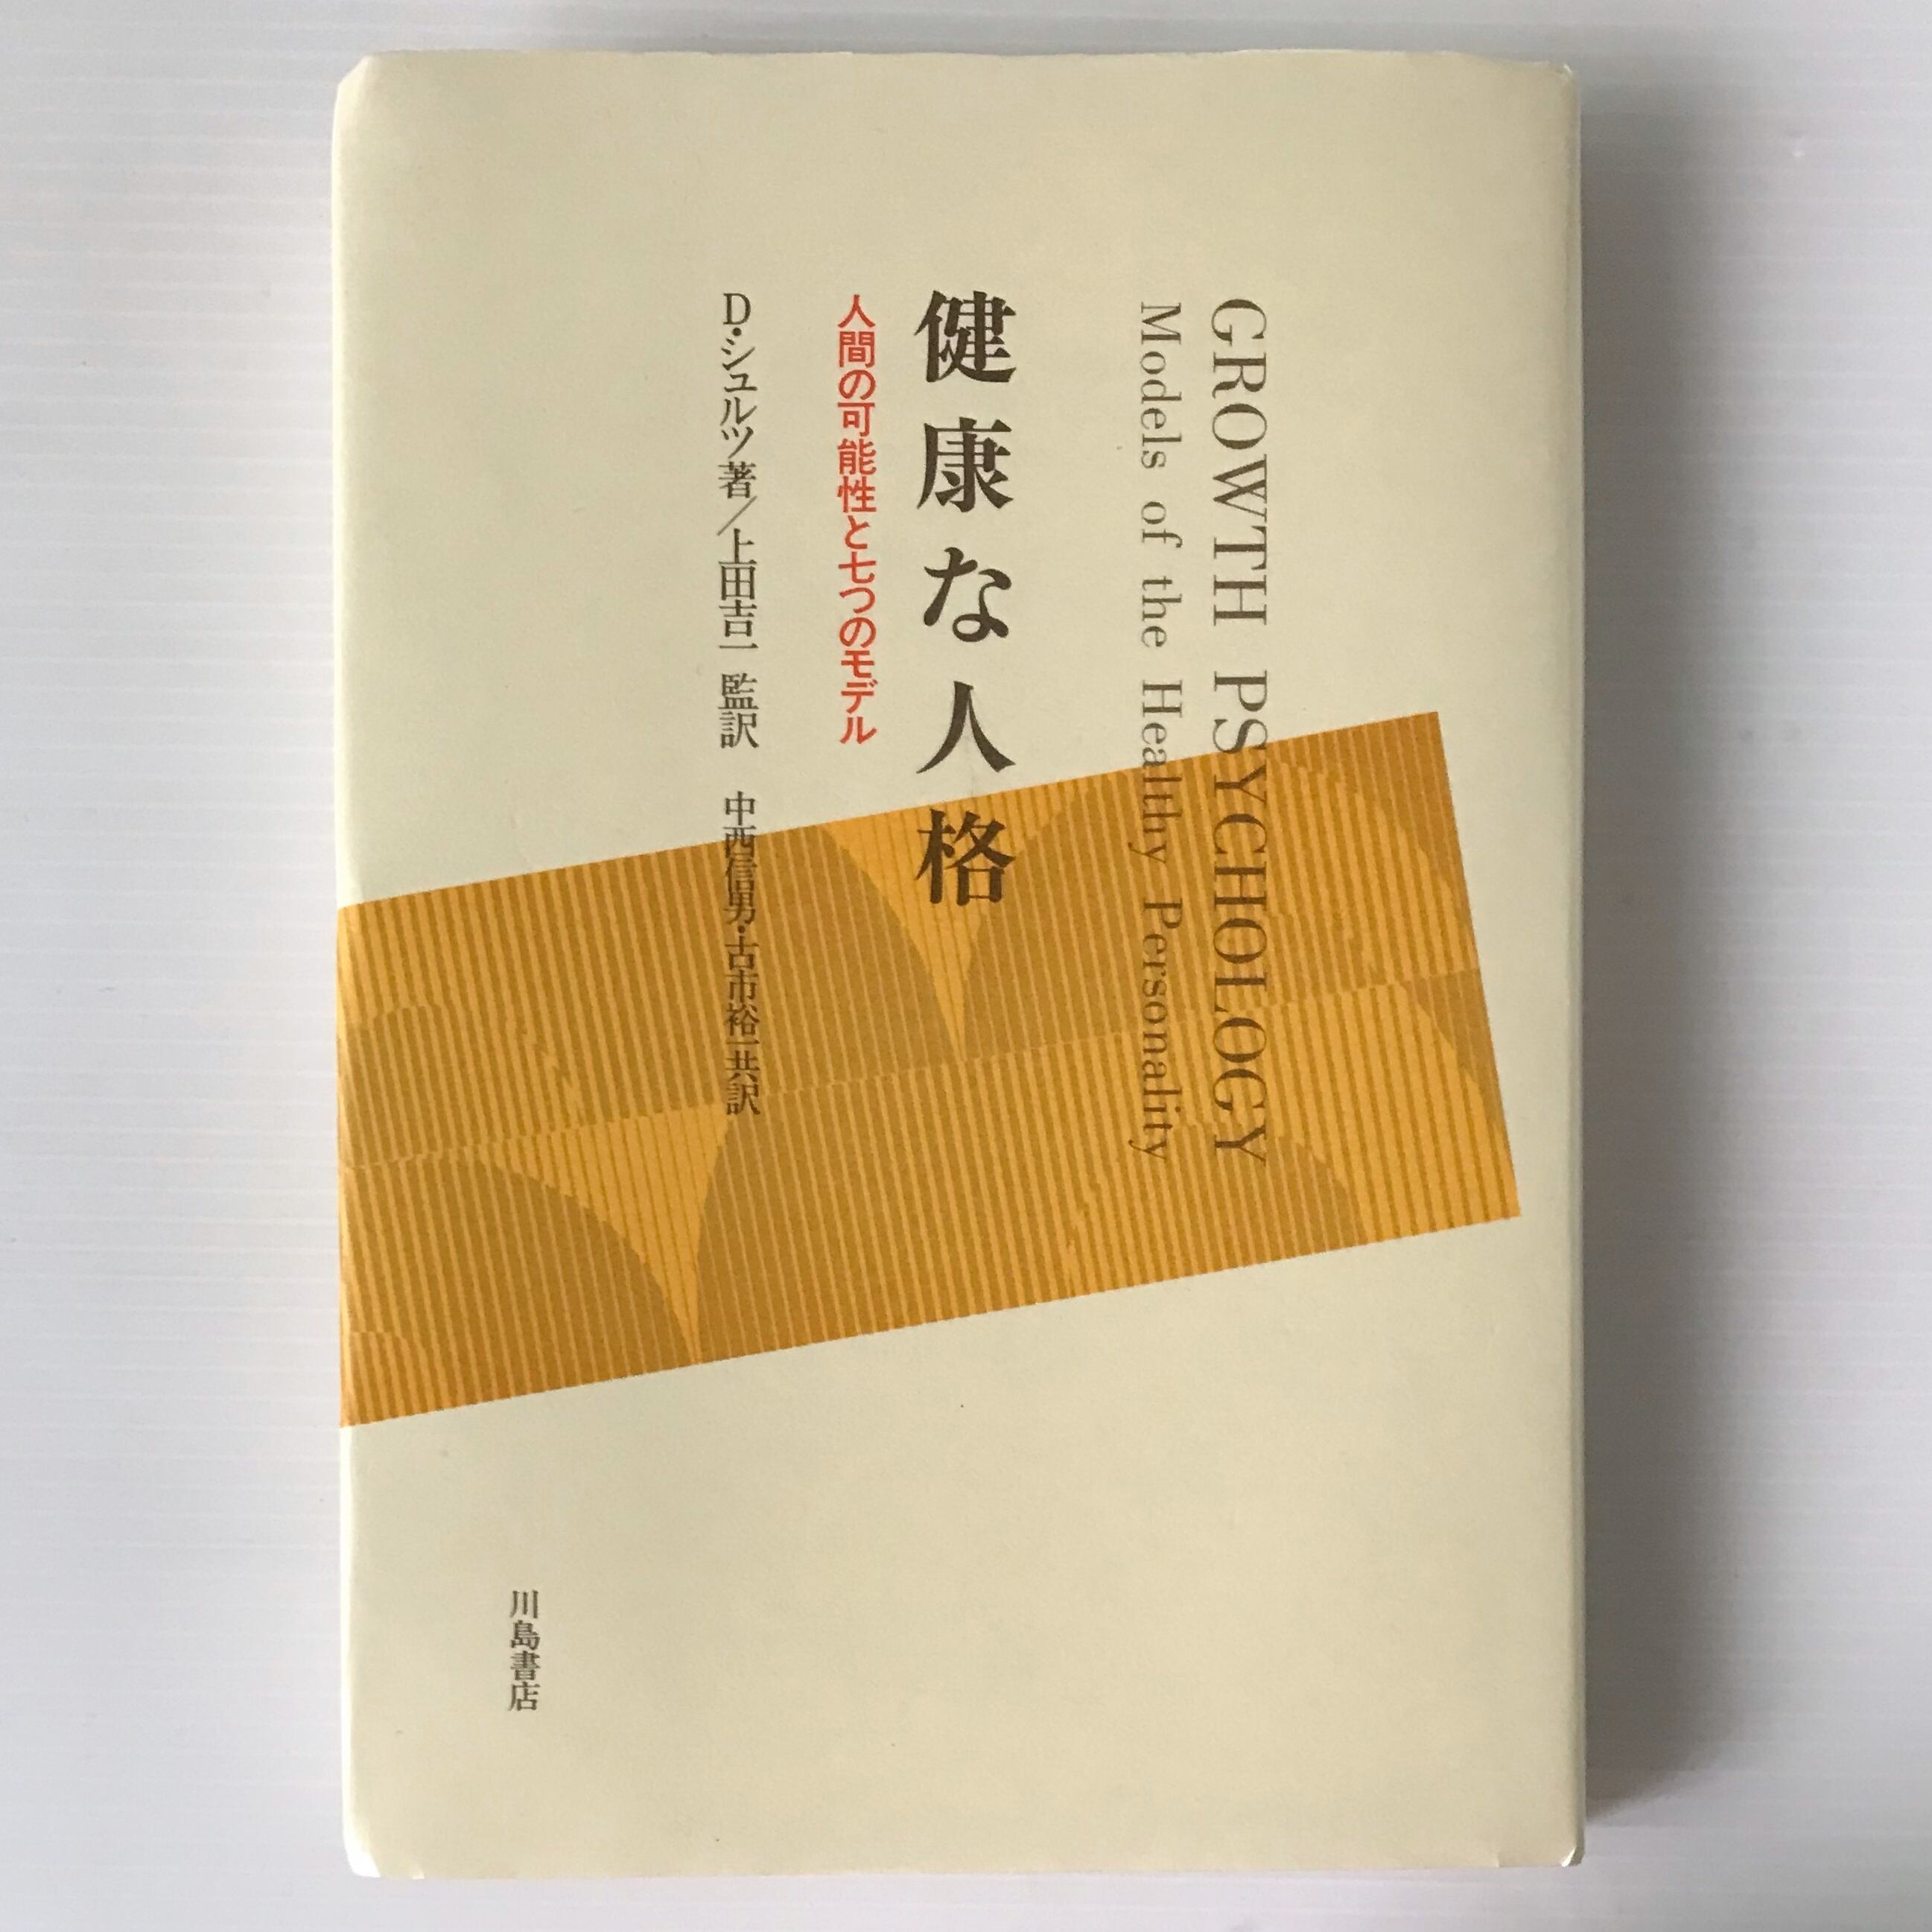 GROWTH PSYCHOLOGY
Models of the Healthy Personality
健康な人格
人間の可能性と七つのモデル
D・シュルツ著／上田吉一 監訳 中西信男・古市裕一共訳
川島書店